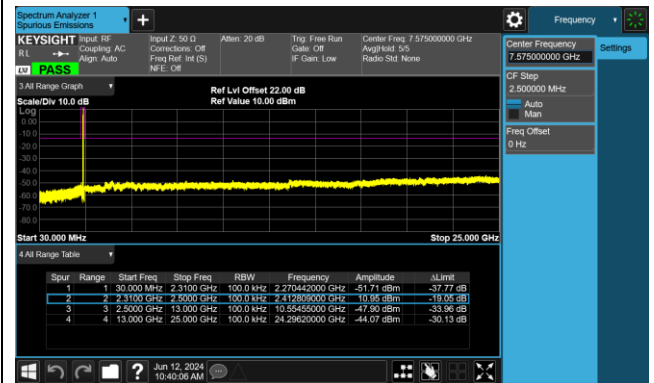 Spectrum Analyzer 1
Spurious Emissions
Frequency
KEYSIGHT Input: RF Input Z: 50 Ω Atten: 20 dB Trig: Free Run Center Freq: 7.575000000 GHz
RL Coupling: AC Corrections: Off Gate: Off Avg|Hold: 5/5
Align: Auto Freq Ref: Int (S) IF Gain: Low Radio Std: None
NFE: Off
LXI PASS
Center Frequency
7.575000000 GHz
Settings
CF Step
2.500000 MHz
Auto
Man
Freq Offset
0 Hz
3 All Range Graph
Ref Lvl Offset 22.00 dB
Scale/Div 10.0 dB Ref Value 10.00 dBm
Log
0.00
-10.0
-20.0
-30.0
-40.0
-50.0
-60.0
-70.0
-80.0
Start 30.000 MHz Stop 25.000 GHz
4 All Range Table
Spur Range Start Freq Stop Freq RBW Frequency Amplitude ΔLimit
1 1 30.000 MHz 2.3100 GHz 100.0 kHz 2.270442000 GHz -51.71 dBm -37.77 dB
2 2 2.3100 GHz 2.5000 GHz 100.0 kHz 2.412809000 GHz 10.95 dBm -19.05 dB
3 3 2.5000 GHz 13.000 GHz 100.0 kHz 10.55455000 GHz -47.90 dBm -33.96 dB
4 4 13.000 GHz 25.000 GHz 100.0 kHz 24.29620000 GHz -44.07 dBm -30.13 dB
Jun 12, 2024
10:40:06 AM